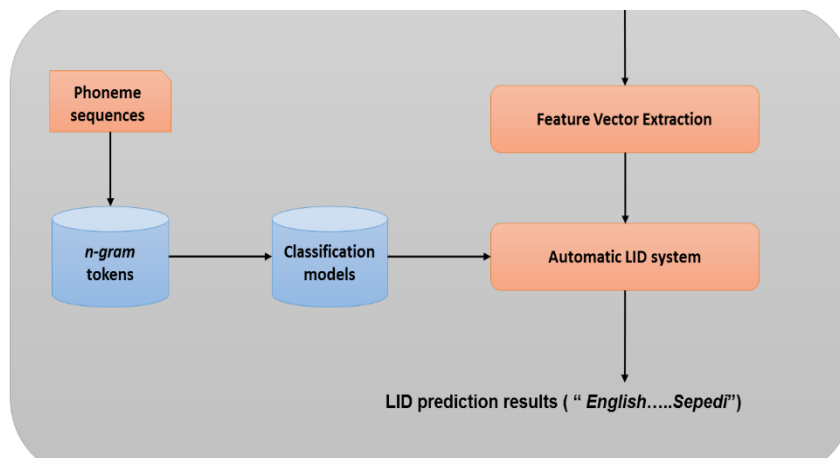 Phoneme
sequences
Feature Vector Extraction
n-gram
tokens
Classification
models
Automatic LID system
LID prediction results ( “ English.....Sepedi”)